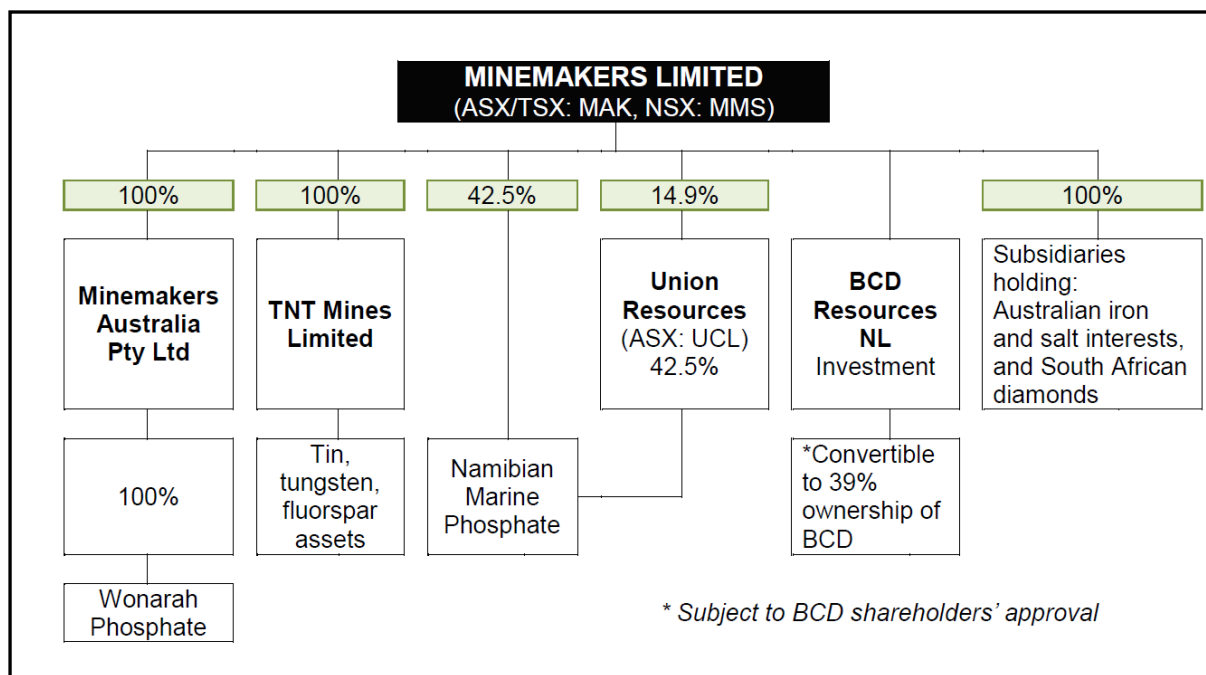 MINEMAKERS LIMITED
(ASX/TSX: MAK, NSX: MMS)
100%
100%
42.5%
14.9%
100%
Minemakers
Australia
Pty Ltd
TNT Mines
Limited
Union
Resources
(ASX: UCL)
42.5%
BCD
Resources
NL
Investment
Subsidiaries
holding:
Australian iron
and salt interests,
and South African
diamonds
100%
Tin,
tungsten,
fluorspar
assets
Namibian
Marine
Phosphate
*Convertible
to 39%
ownership of
BCD
Wonarah
Phosphate
* Subject to BCD shareholders' approval